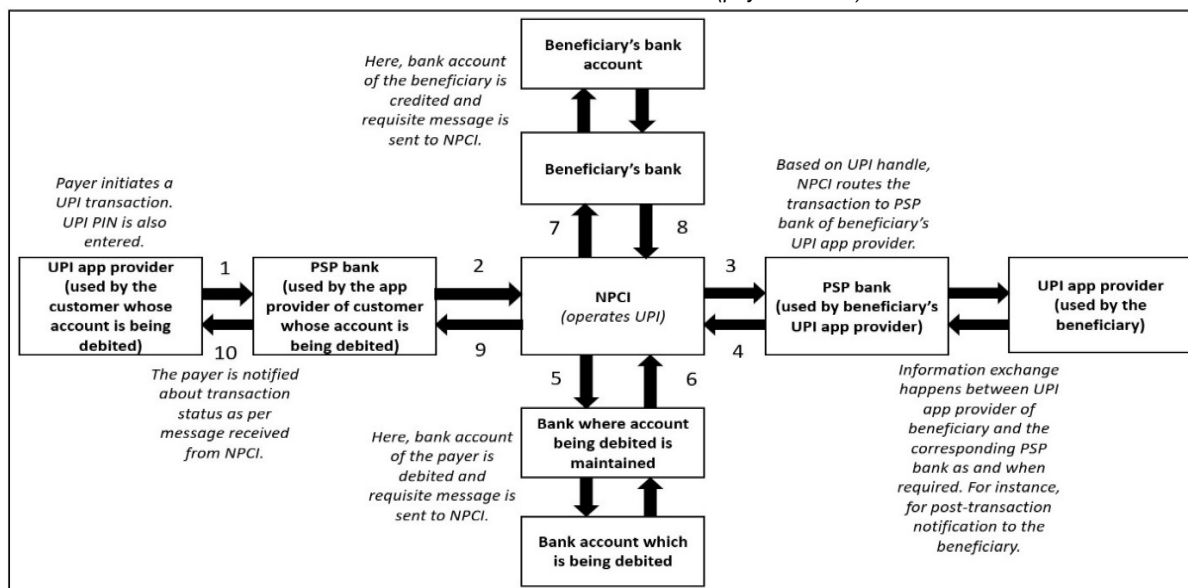 Beneficiary's bank
account
Here, bank account
of the beneficiary is
credited and
requisite message is
sent to NPCI.
Beneficiary's bank
Payer initiates a
UPI transaction.
UPI PIN is also
entered.
Based on UPI handle,
NPCI routes the
transaction to PSP
bank of beneficiary's
UPI app provider.
7
8
UPI app provider
(used by the
customer whose
account is being
debited)
1
10
PSP bank
(used by the app
provider of customer
whose account is
being debited)
2
9
NPCI
(operates UPI)
3
4
PSP bank
(used by beneficiary's
UPI app provider)
UPI app provider
(used by the
beneficiary)
The payer is notified
about transaction
status as per
message received
from NPCI.
5
6
Information exchange
happens between UPI
app provider of
beneficiary and the
corresponding PSP
bank as and when
required. For instance,
for post-transaction
notification to the
beneficiary.
Here, bank account
of the payer is
debited and
requisite message is
sent to NPCI.
Bank where account
being debited is
maintained
Bank account which
is being debited